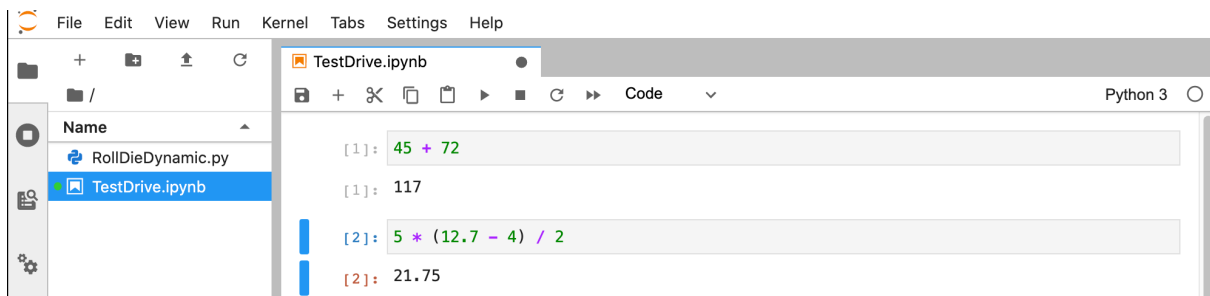 File Edit View Run Kernel Tabs Settings Help
TestDrive.ipynb
/
Code
Python 3
Name
RollDieDynamic.py
TestDrive.ipynb
[1]: 45 + 72
[1]: 117
[2]: 5 * (12.7 - 4) / 2
[2]: 21.75